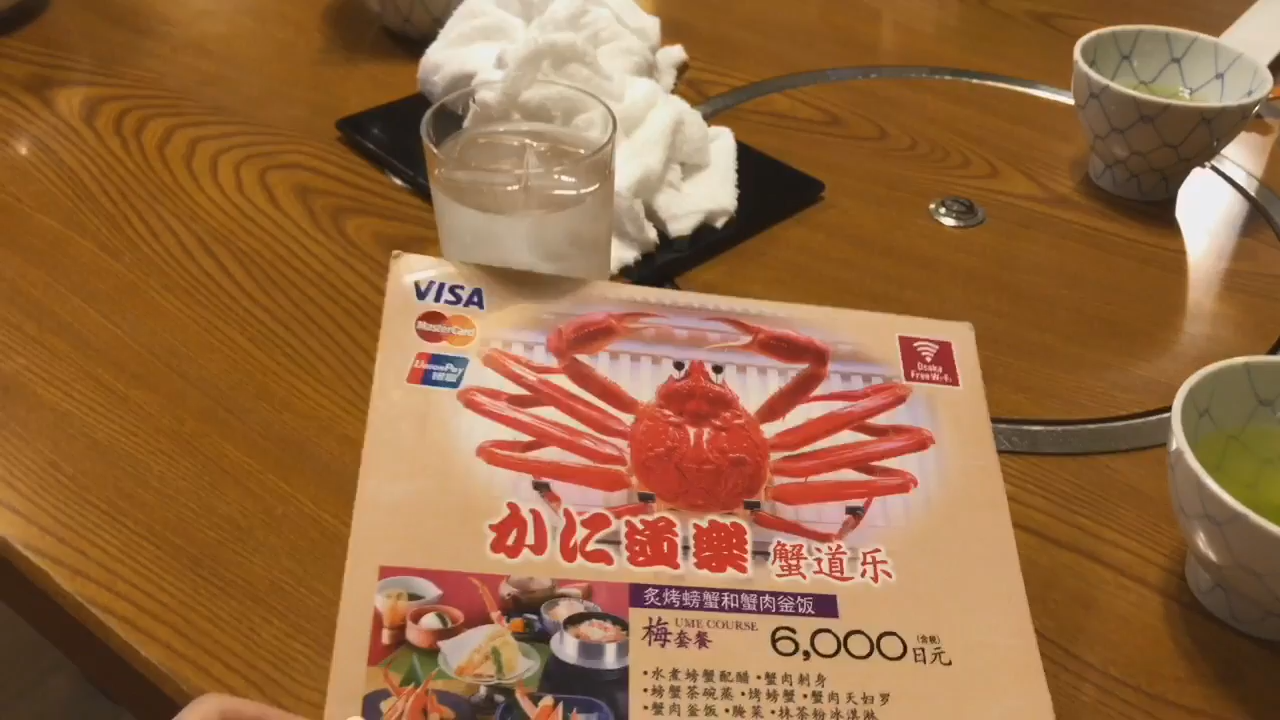 VISA
MasterCard
UnionPay
银联
Osaka
Free Wi-Fi
かに道楽 蟹道乐
炙烤螃蟹和蟹肉釜饭
梅套餐 UME COURSE 6,000日元 (含税)
•水煮螃蟹配醋 •蟹肉刺身
•螃蟹茶碗蒸 •烤螃蟹 •蟹肉天妇罗
•蟹肉釜饭 •腌菜 •抹茶粉冰淇淋